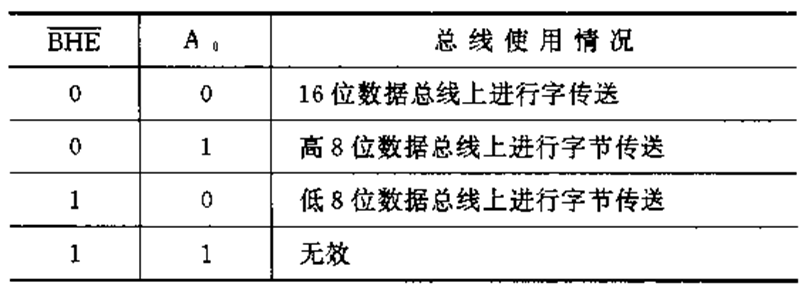 B̅H̅E̅ A₀ 总线使用情况
0 0 16位数据总线上进行字传送
0 1 高8位数据总线上进行字节传送
1 0 低8位数据总线上进行字节传送
1 1 无效